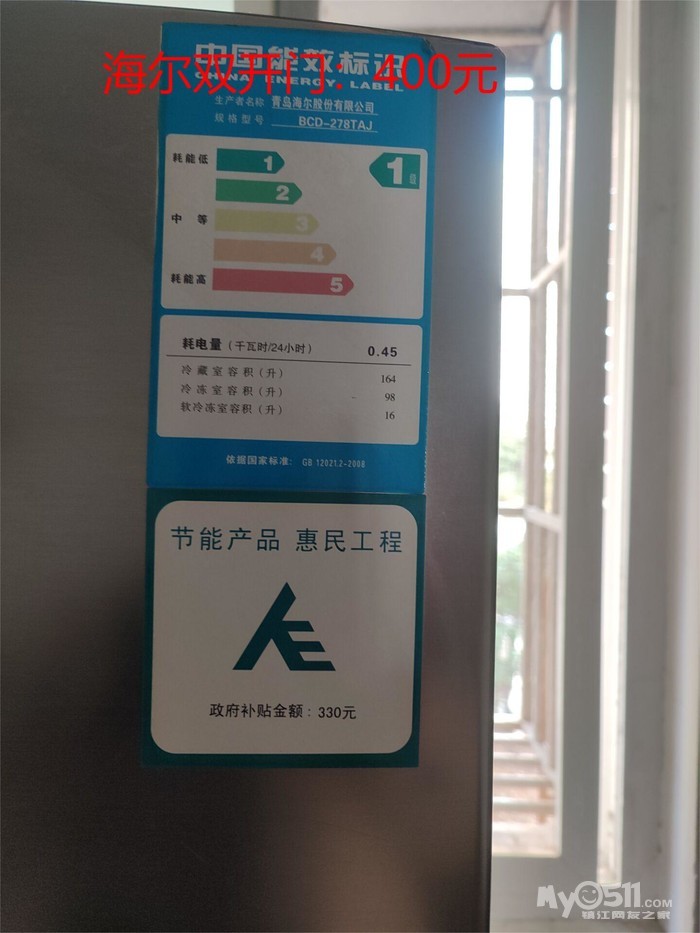 海尔双开门：400元
中国能效标识
CHINA ENERGY LABEL
生产者名称 青岛海尔股份有限公司
规格型号 BCD-278TAJ
耗能低 1 1级
2
中 等 3
4
耗能高 5
耗电量（千瓦时/24小时） 0.45
冷藏室容积（升） 164
冷冻室容积（升） 98
软冷冻室容积（升） 16
依据国家标准：GB 12021.2-2008
节能产品 惠民工程
政府补贴金额：330元
My0511.COM
镇江网友之家